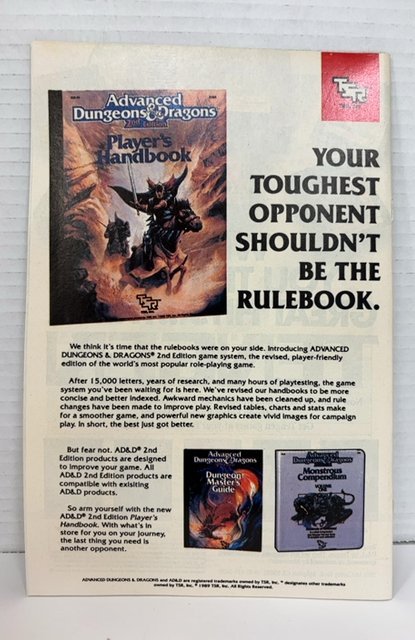 TSR
Advanced
Dungeons & Dragons
2nd Edition
Player's
Handbook
TSR
YOUR
TOUGHEST
OPPONENT
SHOULDN'T
BE THE
RULEBOOK.
We think it's time that the rulebooks were on your side. Introducing ADVANCED
DUNGEONS & DRAGONS® 2nd Edition game system, the revised, player-friendly
edition of the world's most popular role-playing game.
After 15,000 letters, years of research, and many hours of playtesting, the game
system you've been waiting for is here. We've revised our handbooks to be more
concise and better indexed. Awkward mechanics have been cleaned up, and rule
changes have been made to improve play. Revised tables, charts and stats make
for a smoother game, and powerful new graphics create vivid images for campaign
play. In short, the best just got better.
But fear not. AD&D® 2nd
Edition products are designed
to improve your game. All
AD&D 2nd Edition products are
compatible with exisiting
AD&D products.
So arm yourself with the new
AD&D® 2nd Edition Player's
Handbook. With what's in
store for you on your journey,
the last thing you need is
another opponent.
Advanced
Dungeons & Dragons
Dungeon
Master's
Guide
Advanced
Dungeons & Dragons
Monstrous
Compendium
VOLUME
ONE
ADVANCED DUNGEONS & DRAGONS and AD&D are registered trademarks owned by TSR, Inc. ™ designates other trademarks
owned by TSR, Inc. © 1989 TSR, Inc. All Rights Reserved.